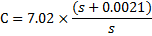 C = 7.02 × (s + 0.0021) / s